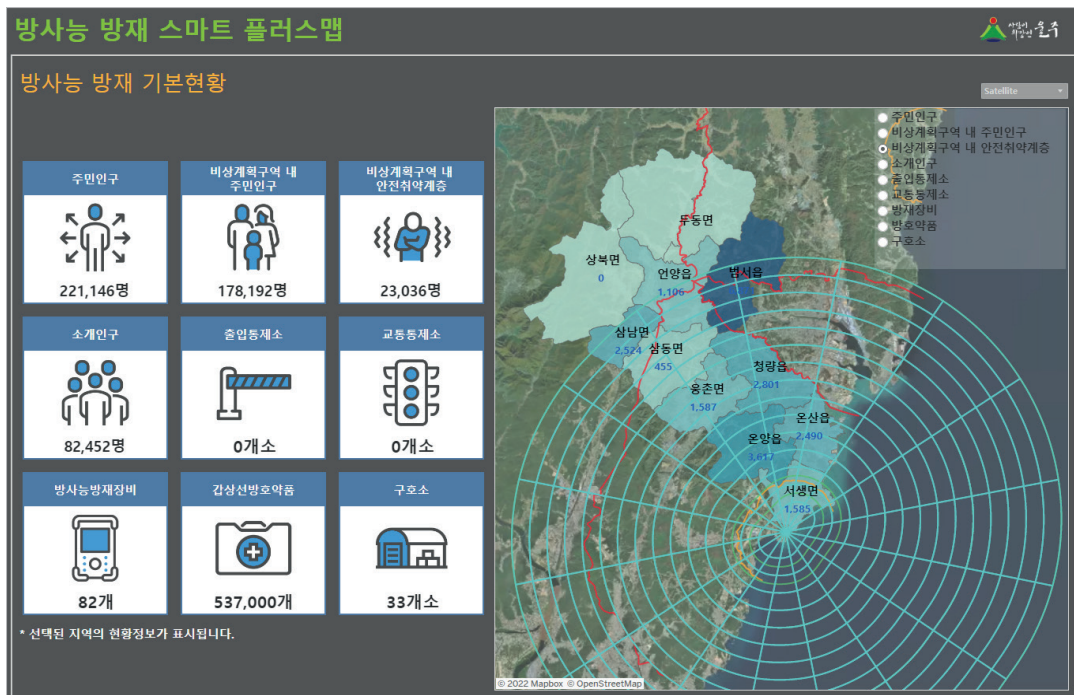 방사능 방재 스마트 플러스맵
사람이
희망인 울주
방사능 방재 기본현황
Satellite
주민인구
221,146명
비상계획구역 내
주민인구
178,192명
비상계획구역 내
안전취약계층
23,036명
소개인구
82,452명
출입통제소
0개소
교통통제소
0개소
방사능방재장비
82개
갑상선방호약품
537,000개
구호소
33개소
* 선택된 지역의 현황정보가 표시됩니다.
주민인구
비상계획구역 내 주민인구
비상계획구역 내 안전취약계층
소개인구
출입통제소
교통통제소
방재장비
방호약품
구호소
두동면
상북면
0
언양읍
1,106
범서읍
삼남면
2,524
삼동면
455
청량읍
2,801
웅촌면
1,587
온산읍
2,490
온양읍
3,617
서생면
1,585
© 2022 Mapbox © OpenStreetMap